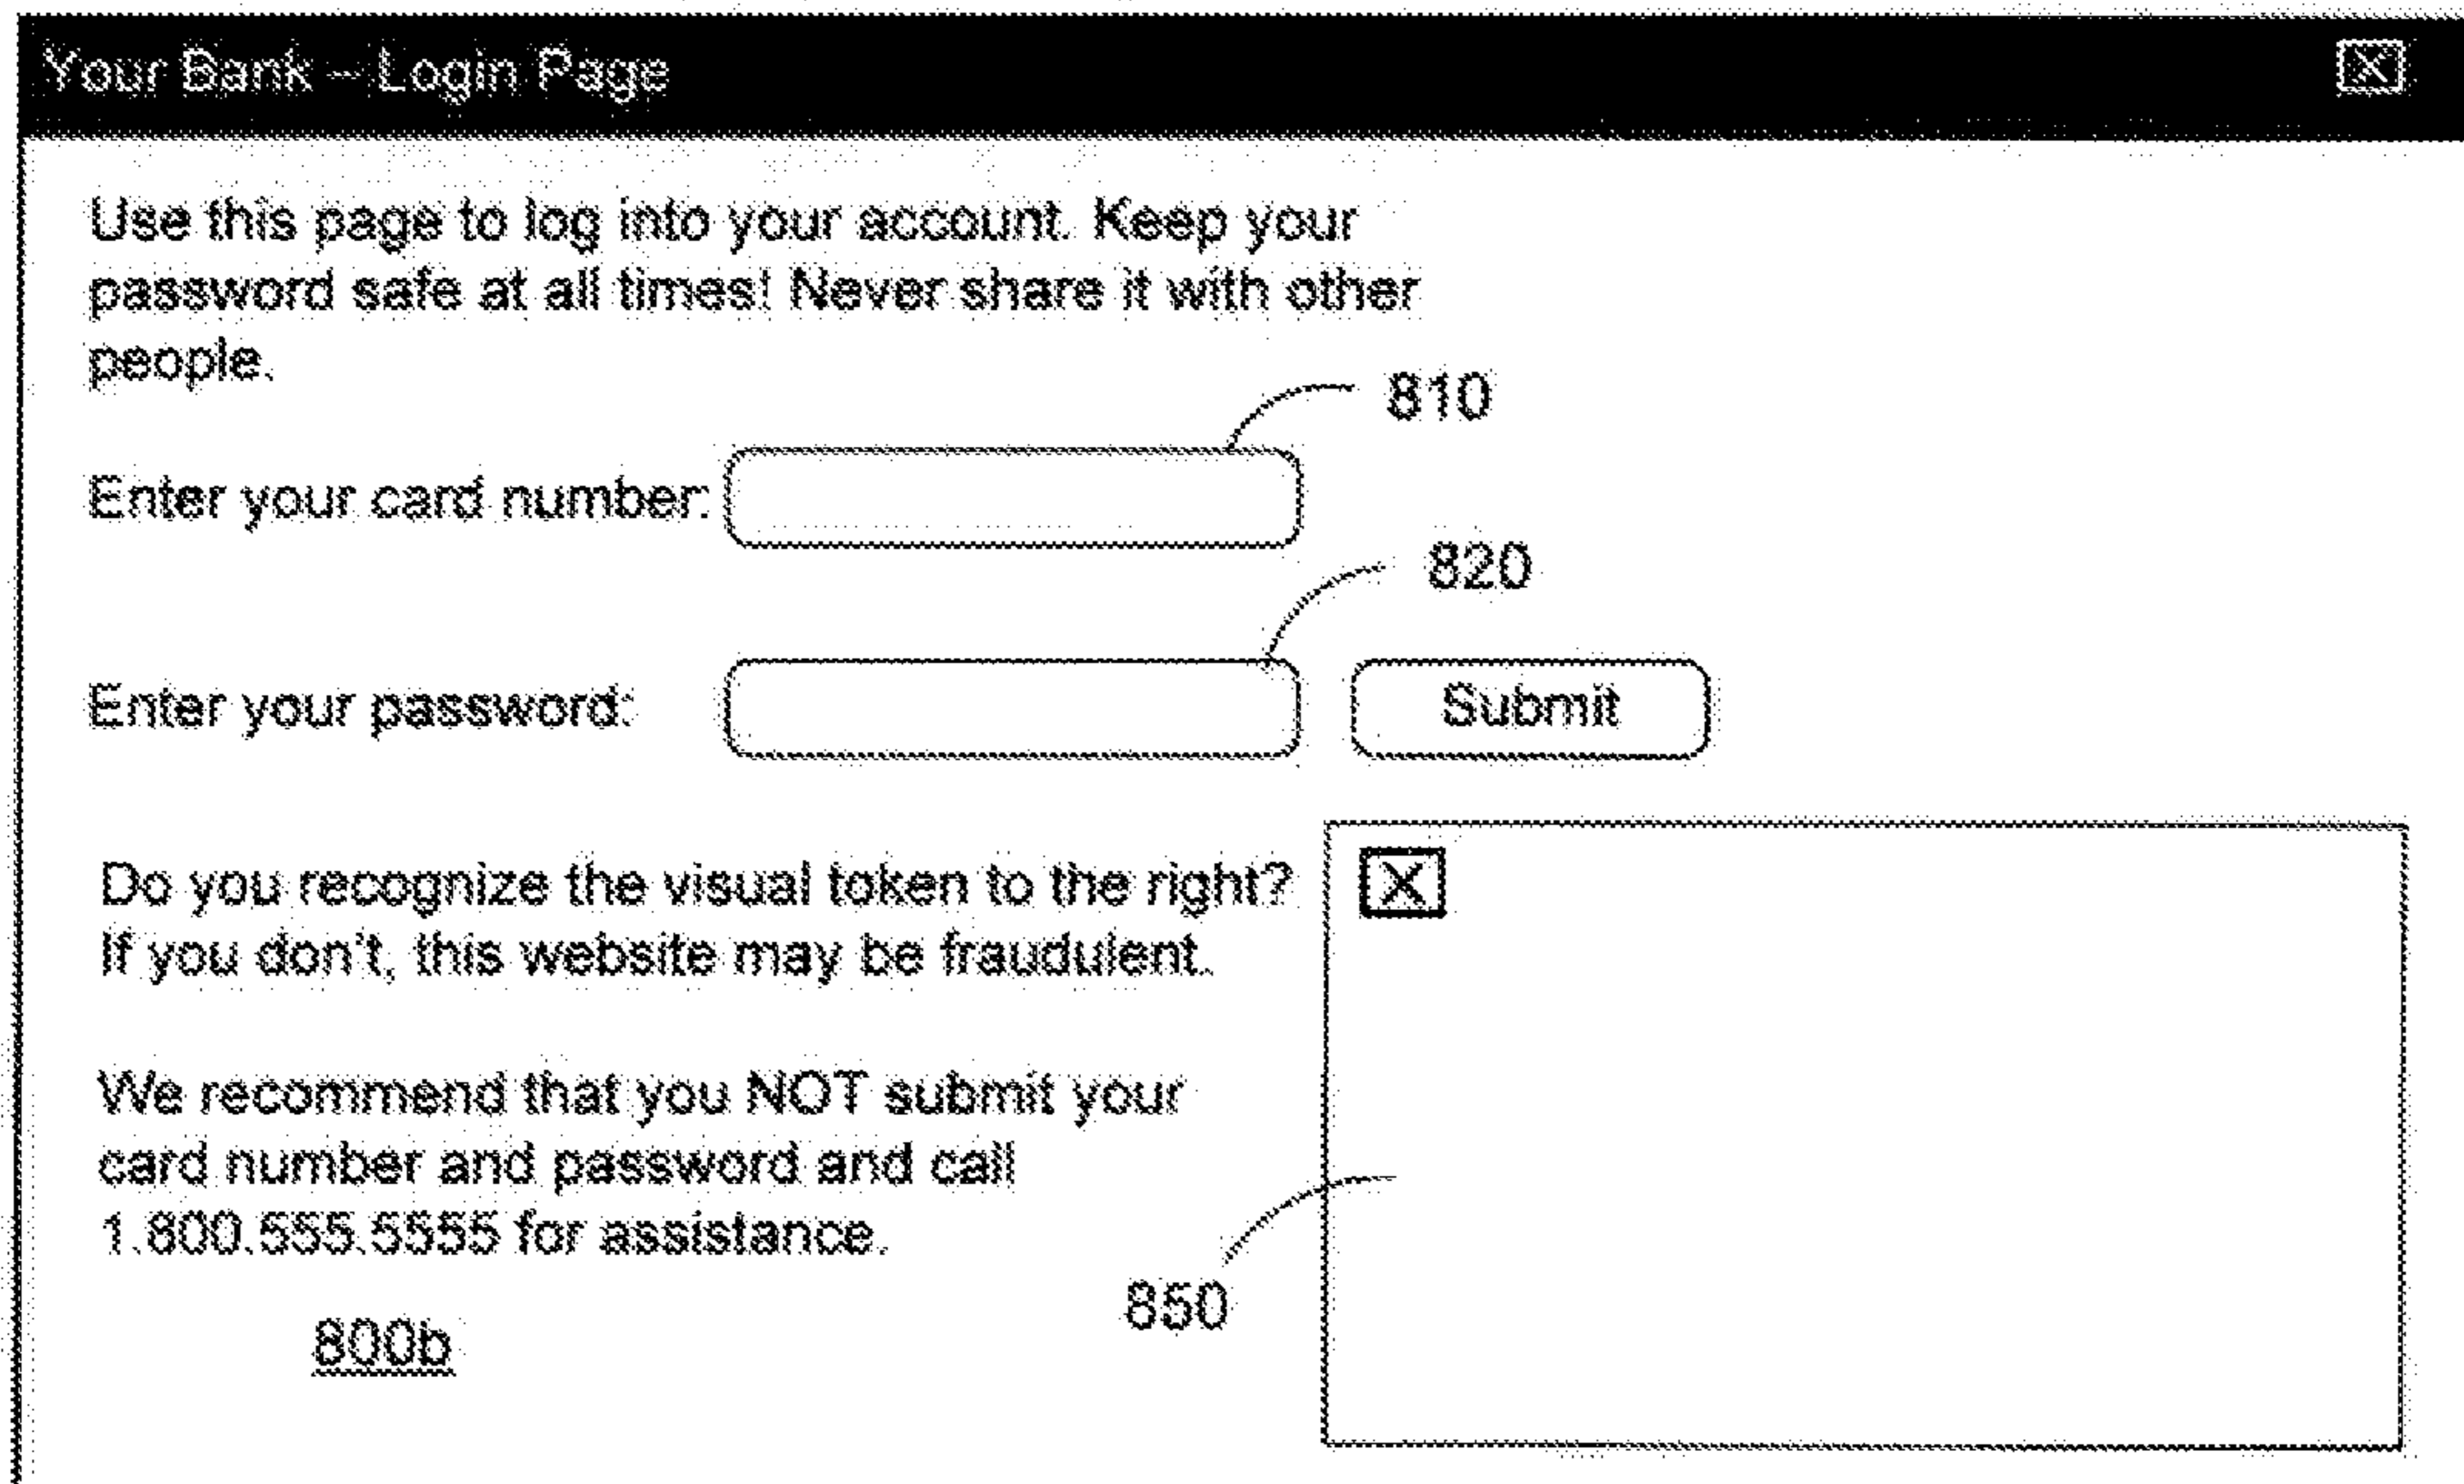 Your Bank – Login Page X
Use this page to log into your account. Keep your
password safe at all times! Never share it with other
people.
810
Enter your card number:
820
Enter your password: Submit
Do you recognize the visual token to the right?
If you don't, this website may be fraudulent.
X
We recommend that you NOT submit your
card number and password and call
1.800.555.5555 for assistance.
850
800b